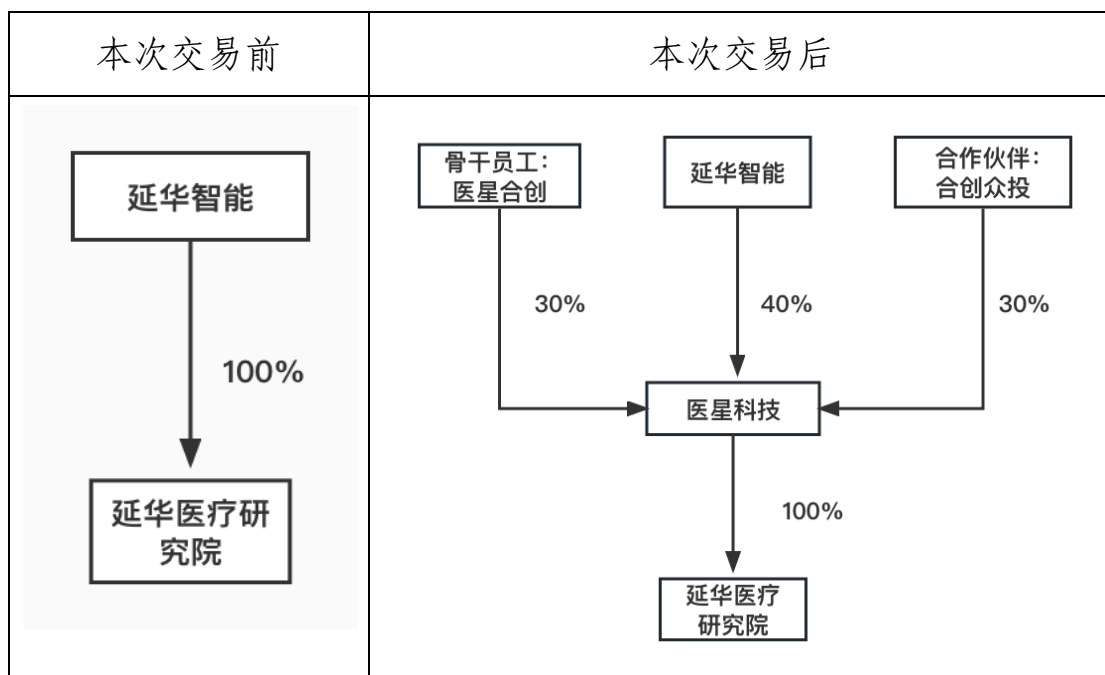 本次交易前
本次交易后
延华智能
100%
延华医疗研
究院
骨干员工：
医星合创
延华智能
合作伙伴：
合创众投
30%
40%
30%
医星科技
100%
延华医疗
研究院